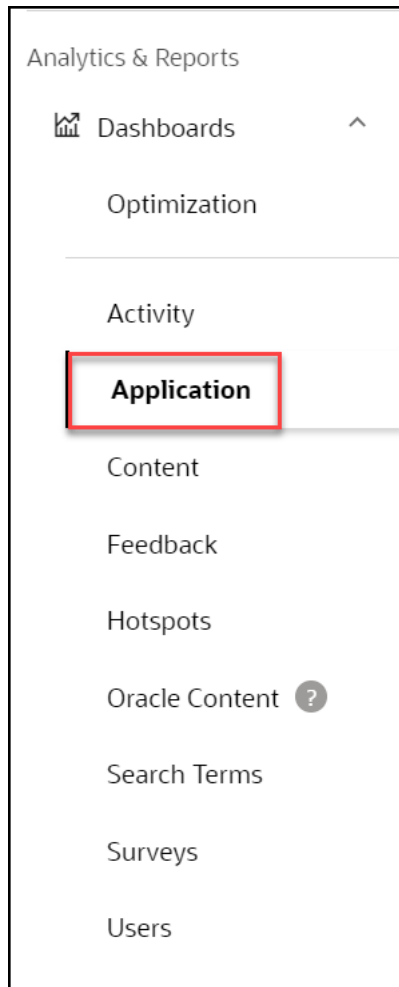 Analytics & Reports
Dashboards
Optimization
Activity
Application
Content
Feedback
Hotspots
Oracle Content ?
Search Terms
Surveys
Users